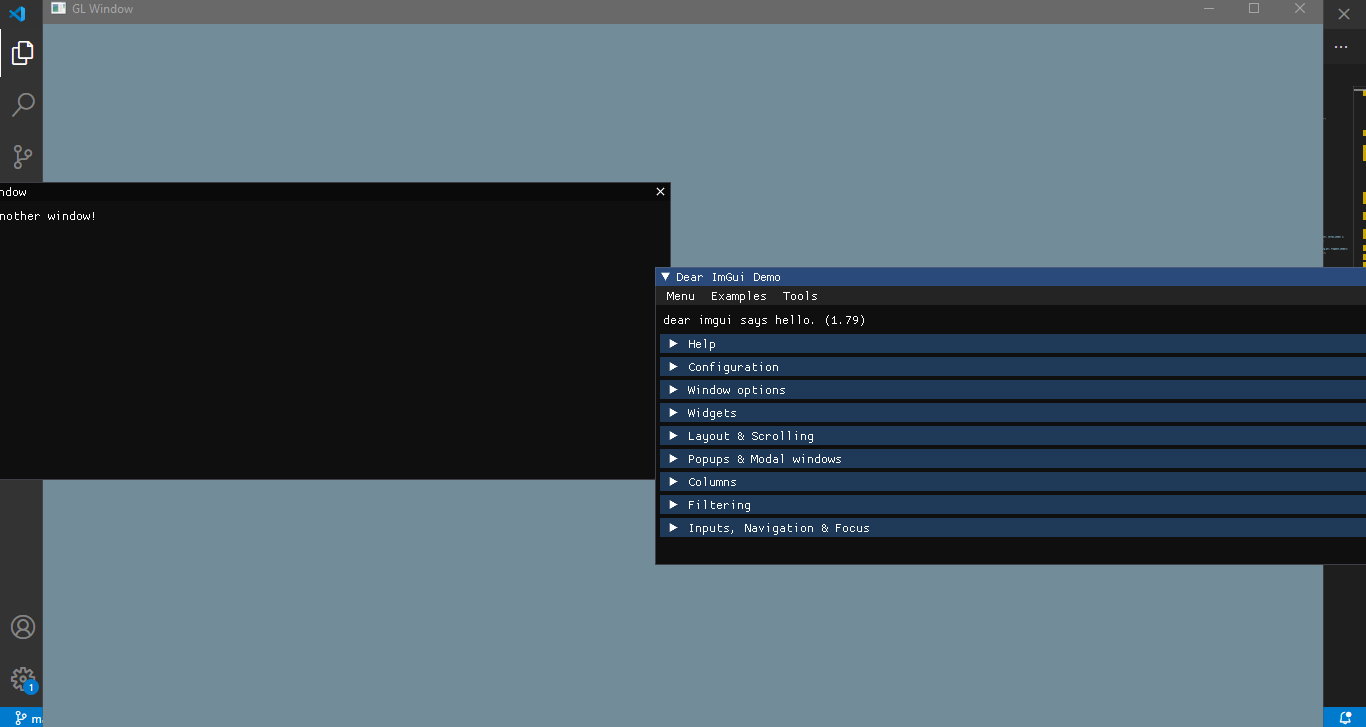 GL Window
ndow
nother window!
Dear ImGui Demo
Menu Examples Tools
dear imgui says hello. (1.79)
Help
Configuration
Window options
Widgets
Layout & Scrolling
Popups & Modal windows
Columns
Filtering
Inputs, Navigation & Focus
1
m